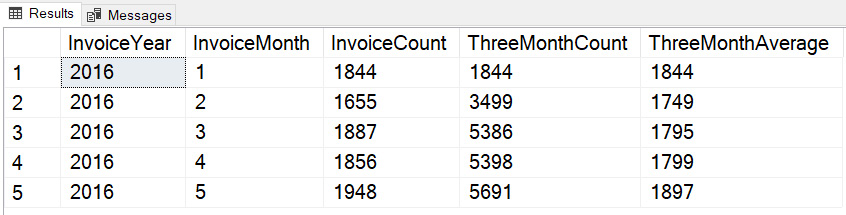 Results Messages
InvoiceYear InvoiceMonth InvoiceCount ThreeMonthCount ThreeMonthAverage
1 2016 1 1844 1844 1844
2 2016 2 1655 3499 1749
3 2016 3 1887 5386 1795
4 2016 4 1856 5398 1799
5 2016 5 1948 5691 1897